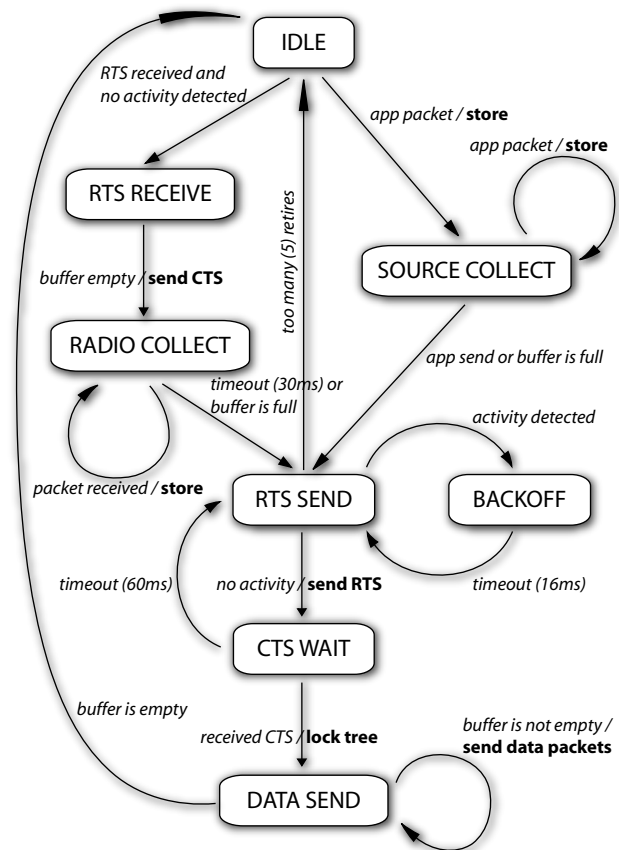 IDLE
RTS received and
no activity detected
app packet / store
app packet / store
RTS RECEIVE
too many (5) retires
SOURCE COLLECT
buffer empty / send CTS
RADIO COLLECT
app send or buffer is full
timeout (30ms) or
buffer is full
activity detected
packet received / store
RTS SEND
BACKOFF
timeout (60ms)
no activity / send RTS
timeout (16ms)
CTS WAIT
buffer is empty
received CTS / lock tree
buffer is not empty /
send data packets
DATA SEND